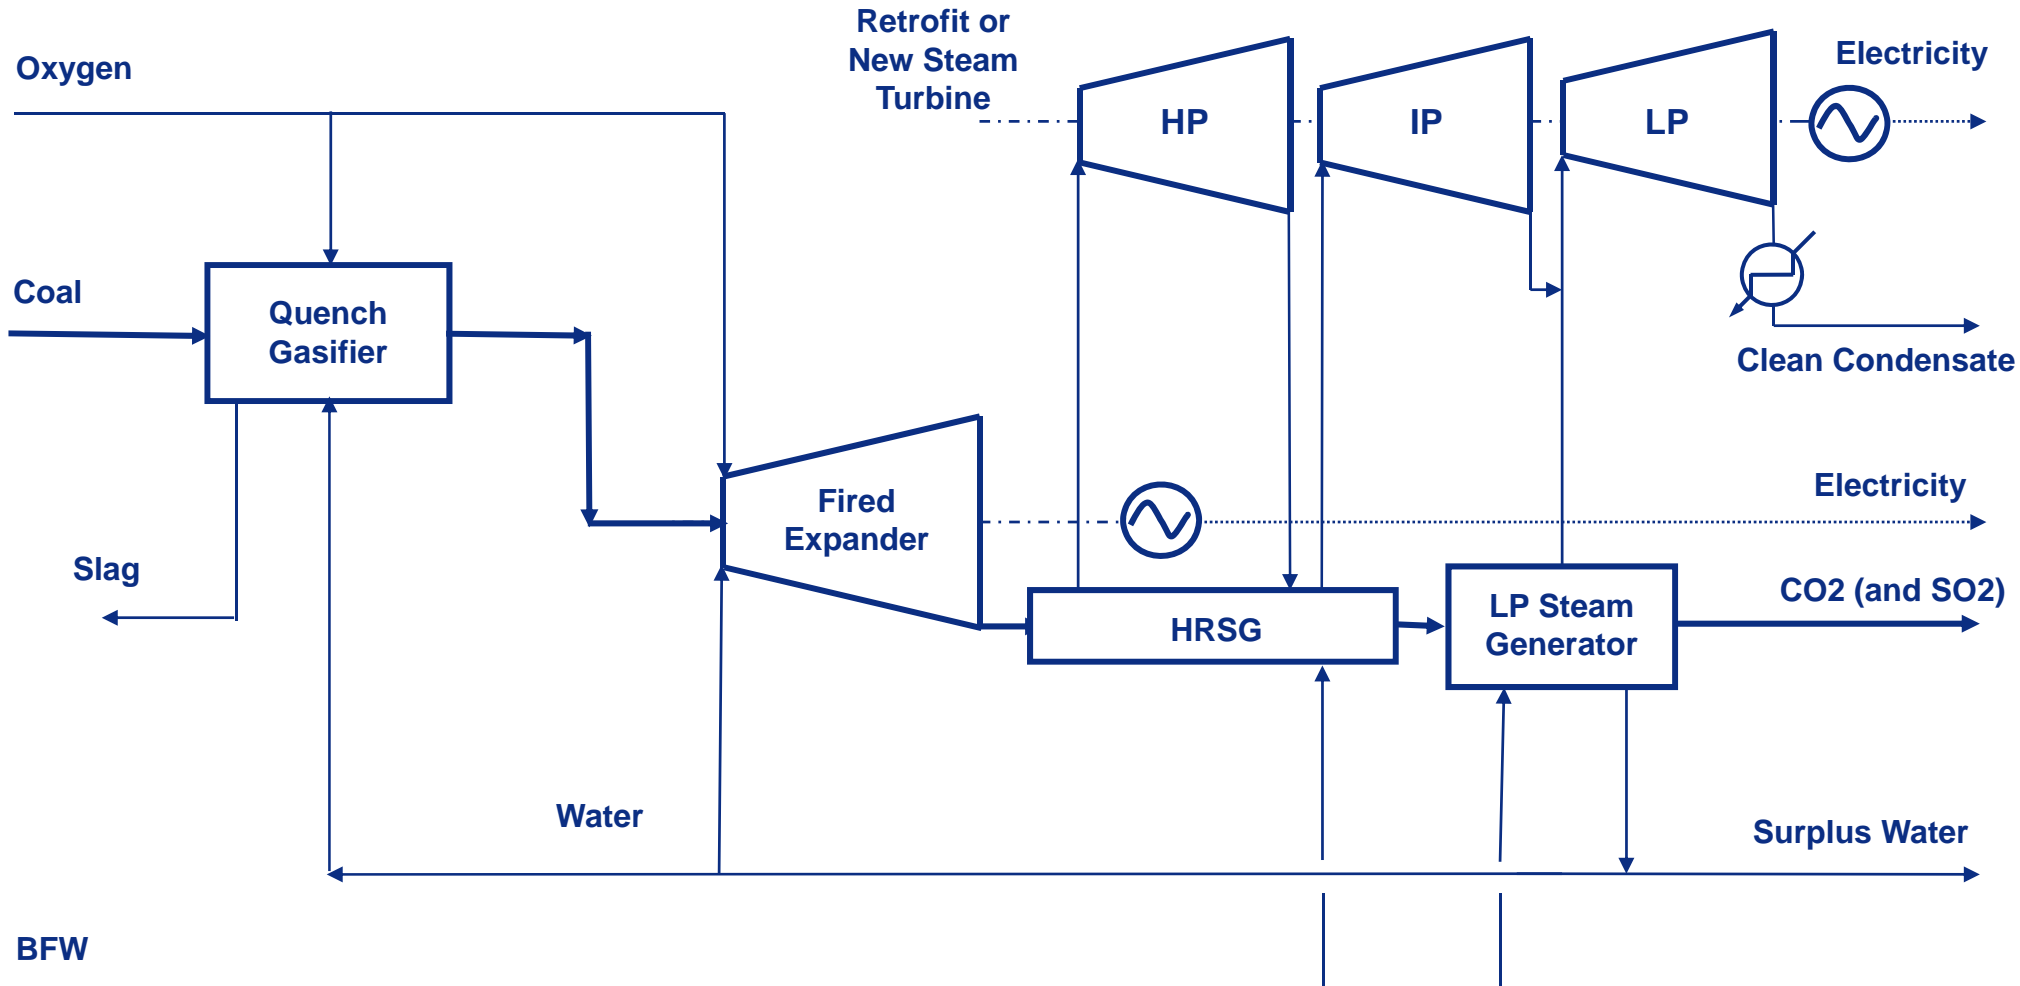 Retrofit or
New Steam
Turbine
Oxygen
Electricity
HP
IP
LP
Coal
Quench
Gasifier
Clean Condensate
Fired
Expander
Electricity
Slag
CO2 (and SO2)
LP Steam
Generator
HRSG
Water
Surplus Water
BFW